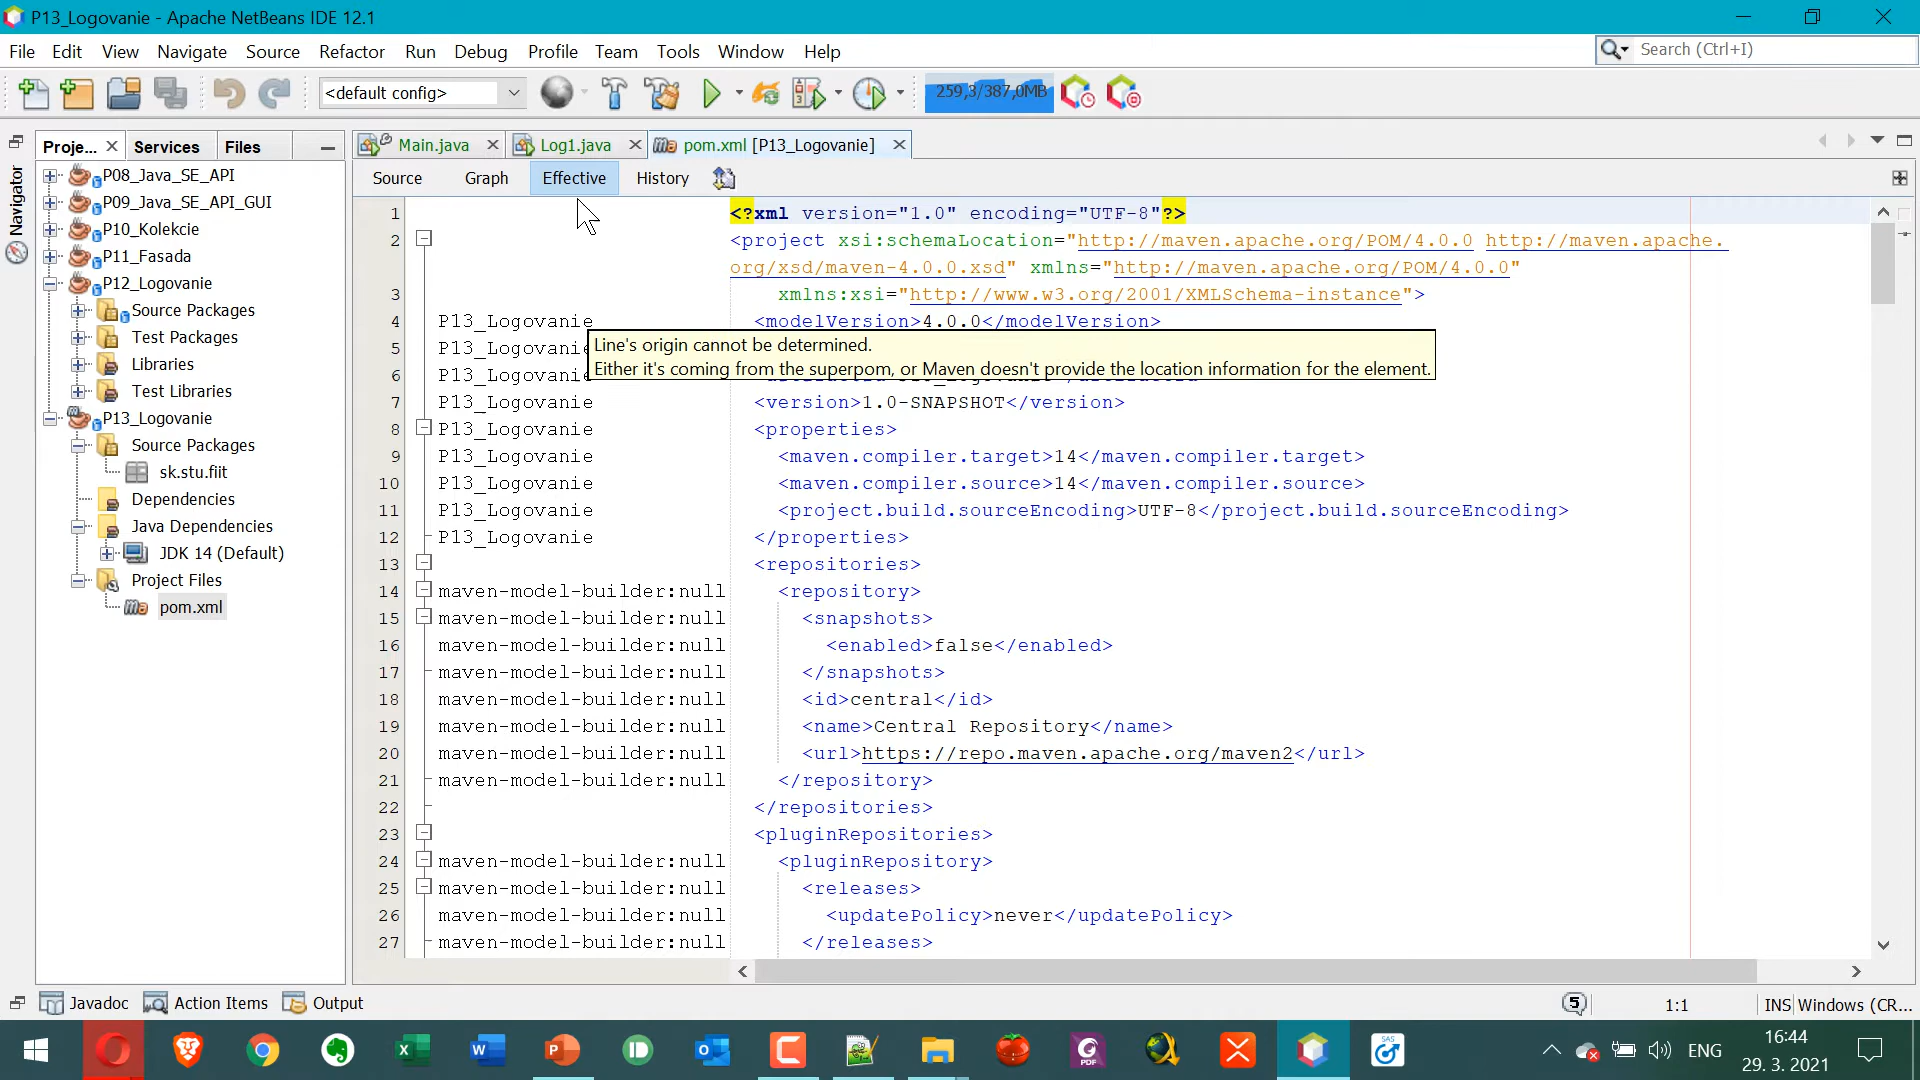 P13_Logovanie - Apache NetBeans IDE 12.1
File Edit View Navigate Source Refactor Run Debug Profile Team Tools Window Help
Search (Ctrl+I)
<default config>
259,3/387,0MB
Proje... Services Files
Main.java Log1.java pom.xml [P13_Logovanie]
Source Graph Effective History
Navigator
P08_Java_SE_API
P09_Java_SE_API_GUI
P10_Kolekcie
P11_Fasada
P12_Logovanie
Source Packages
Test Packages
Libraries
Test Libraries
P13_Logovanie
Source Packages
sk.stu.fiit
Dependencies
Java Dependencies
JDK 14 (Default)
Project Files
pom.xml
1 <?xml version="1.0" encoding="UTF-8"?>
2 <project xsi:schemaLocation="http://maven.apache.org/POM/4.0.0 http://maven.apache.
org/xsd/maven-4.0.0.xsd" xmlns="http://maven.apache.org/POM/4.0.0"
3 xmlns:xsi="http://www.w3.org/2001/XMLSchema-instance">
4 P13_Logovanie <modelVersion>4.0.0</modelVersion>
5 P13_Logovanie
Line's origin cannot be determined.
Either it's coming from the superpom, or Maven doesn't provide the location information for the element.
6 P13_Logovanie
7 P13_Logovanie <version>1.0-SNAPSHOT</version>
8 P13_Logovanie <properties>
9 P13_Logovanie <maven.compiler.target>14</maven.compiler.target>
10 P13_Logovanie <maven.compiler.source>14</maven.compiler.source>
11 P13_Logovanie <project.build.sourceEncoding>UTF-8</project.build.sourceEncoding>
12 P13_Logovanie </properties>
13 <repositories>
14 maven-model-builder:null <repository>
15 maven-model-builder:null <snapshots>
16 maven-model-builder:null <enabled>false</enabled>
17 maven-model-builder:null </snapshots>
18 maven-model-builder:null <id>central</id>
19 maven-model-builder:null <name>Central Repository</name>
20 maven-model-builder:null <url>https://repo.maven.apache.org/maven2</url>
21 maven-model-builder:null </repository>
22 </repositories>
23 <pluginRepositories>
24 maven-model-builder:null <pluginRepository>
25 maven-model-builder:null <releases>
26 maven-model-builder:null <updatePolicy>never</updatePolicy>
27 maven-model-builder:null </releases>
Javadoc Action Items Output
5 1:1 INS Windows (CR...
ENG
16:44
29. 3. 2021